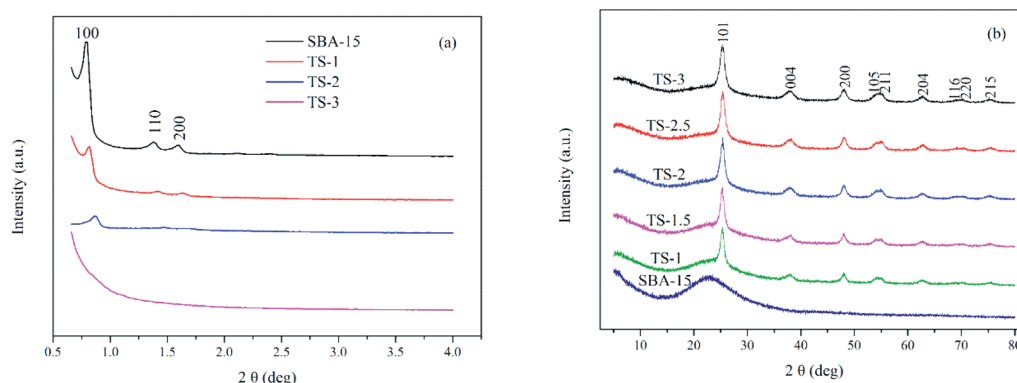 100
110
200
SBA-15
TS-1
TS-2
TS-3
(a)
Intensity (a.u.)
0.5 1.0 1.5 2.0 2.5 3.0 3.5 4.0
2 θ (deg)
(b)
101
004
200
105
211
204
116
220
215
TS-3
TS-2.5
TS-2
TS-1.5
TS-1
SBA-15
Intensity (a.u.)
10 20 30 40 50 60 70 80
2 θ (deg)